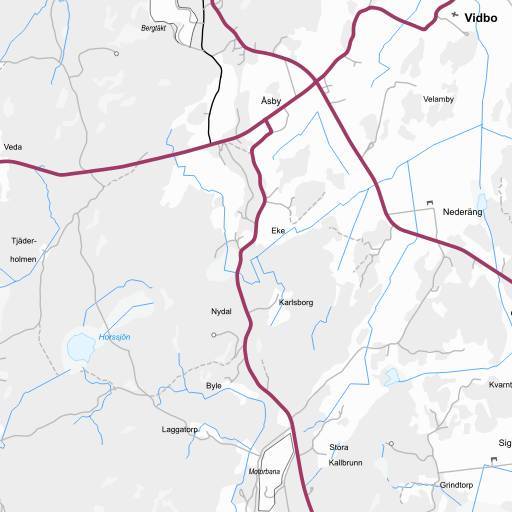 Vidbo
Bergläkt
Åsby
Velamby
Veda
Nederäng
Eke
Tjäder-
holmen
Karlsborg
Nydal
Horssjön
Byle
Kvarnt
Laggatorp
Stora
Kallbrunn
Sig
Motorbana
Grindtorp